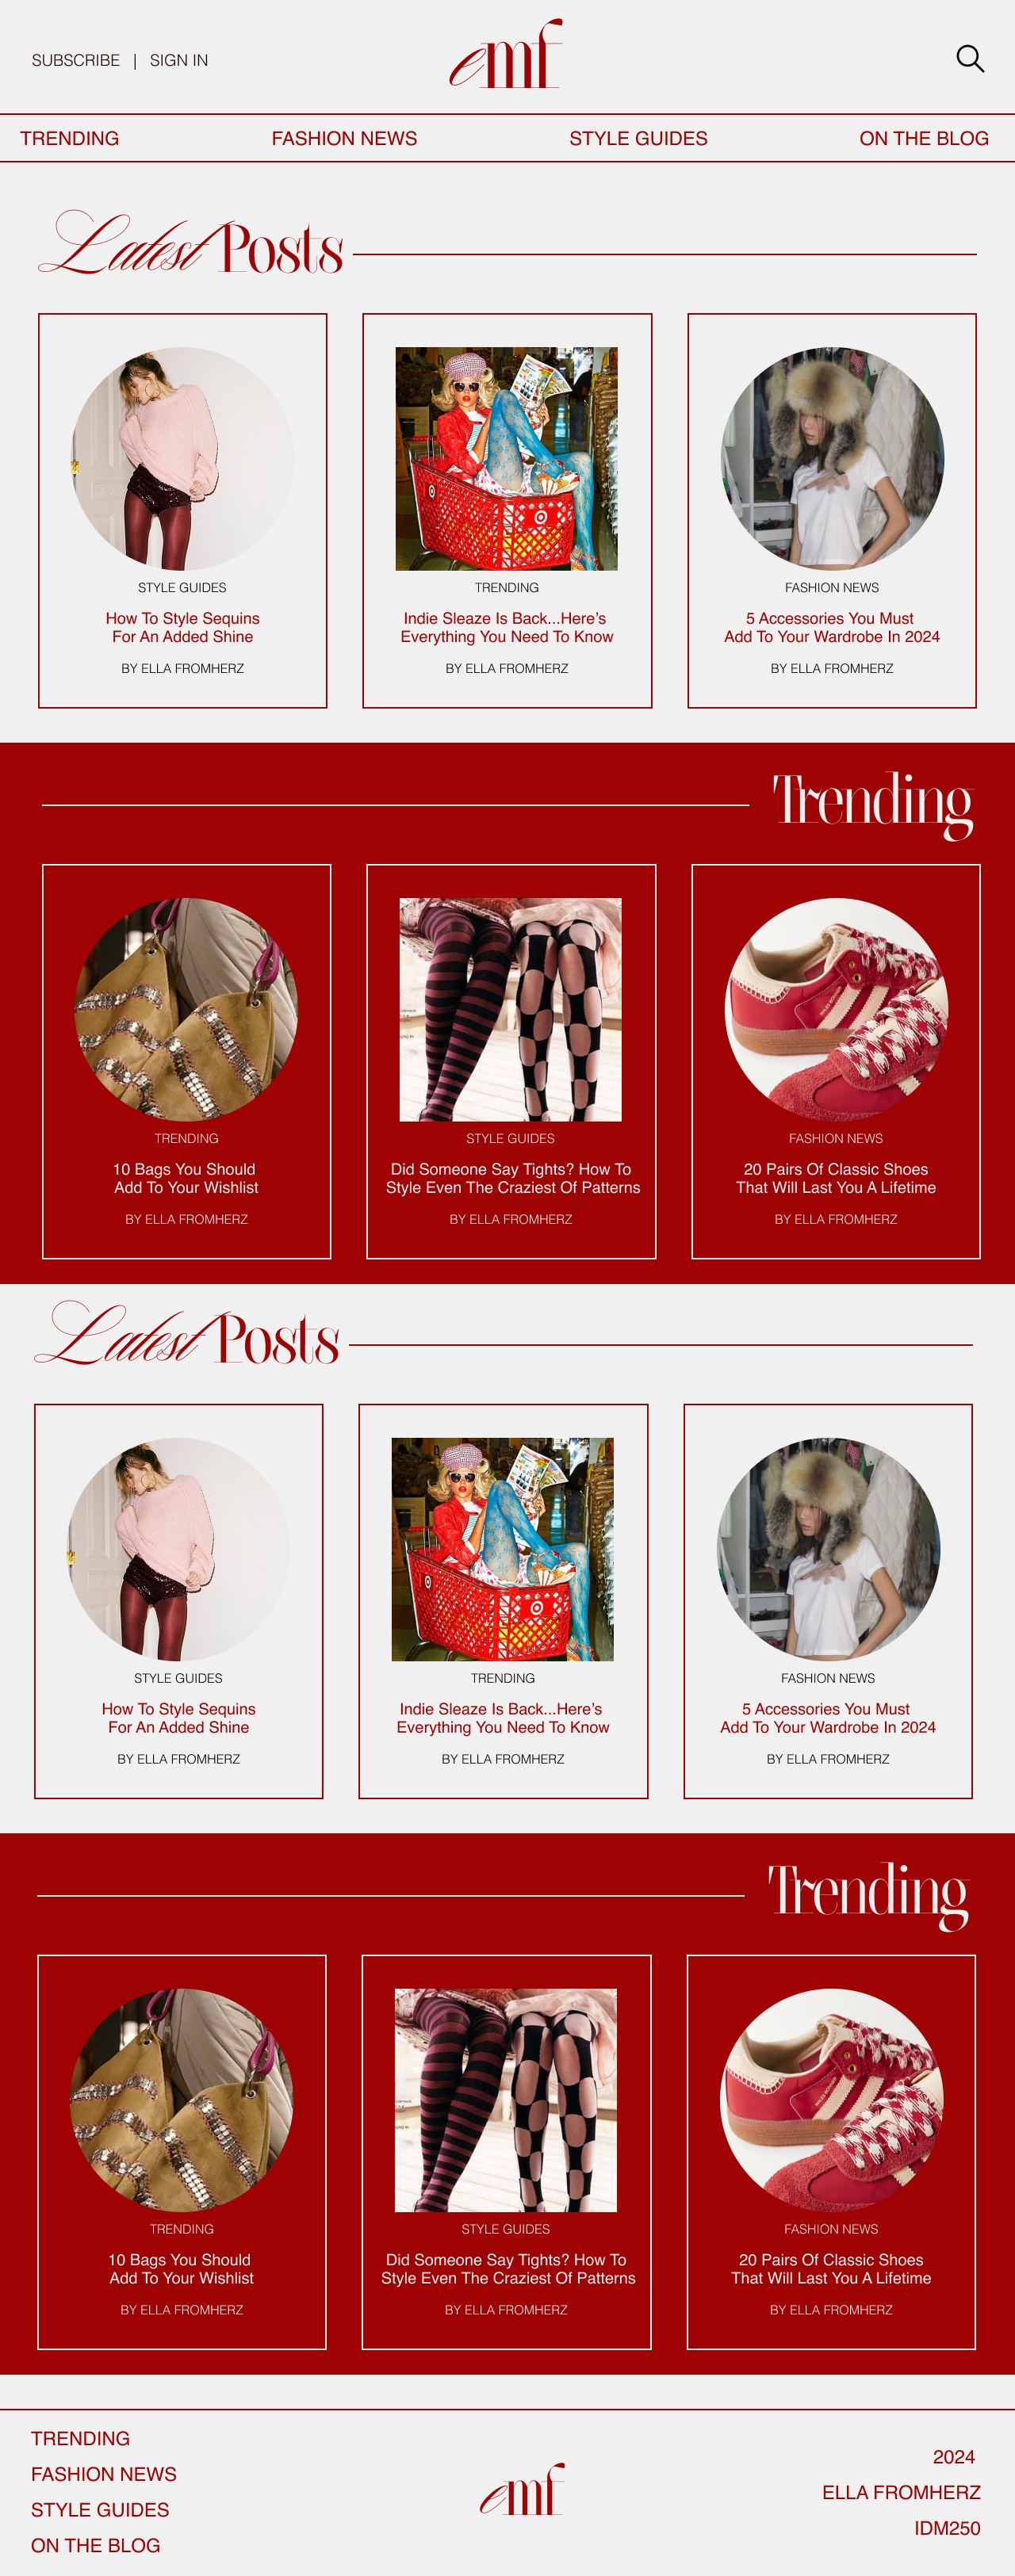 SUBSCRIBE | SIGN IN
emf
TRENDING FASHION NEWS STYLE GUIDES ON THE BLOG
Latest Posts
STYLE GUIDES
How To Style Sequins
For An Added Shine
BY ELLA FROMHERZ
TRENDING
Indie Sleaze Is Back...Here's
Everything You Need To Know
BY ELLA FROMHERZ
FASHION NEWS
5 Accessories You Must
Add To Your Wardrobe In 2024
BY ELLA FROMHERZ
Trending
TRENDING
10 Bags You Should
Add To Your Wishlist
BY ELLA FROMHERZ
STYLE GUIDES
Did Someone Say Tights? How To
Style Even The Craziest Of Patterns
BY ELLA FROMHERZ
FASHION NEWS
20 Pairs Of Classic Shoes
That Will Last You A Lifetime
BY ELLA FROMHERZ
Latest Posts
STYLE GUIDES
How To Style Sequins
For An Added Shine
BY ELLA FROMHERZ
TRENDING
Indie Sleaze Is Back...Here's
Everything You Need To Know
BY ELLA FROMHERZ
FASHION NEWS
5 Accessories You Must
Add To Your Wardrobe In 2024
BY ELLA FROMHERZ
Trending
TRENDING
10 Bags You Should
Add To Your Wishlist
BY ELLA FROMHERZ
STYLE GUIDES
Did Someone Say Tights? How To
Style Even The Craziest Of Patterns
BY ELLA FROMHERZ
FASHION NEWS
20 Pairs Of Classic Shoes
That Will Last You A Lifetime
BY ELLA FROMHERZ
TRENDING
FASHION NEWS
STYLE GUIDES
ON THE BLOG
emf
2024
ELLA FROMHERZ
IDM250